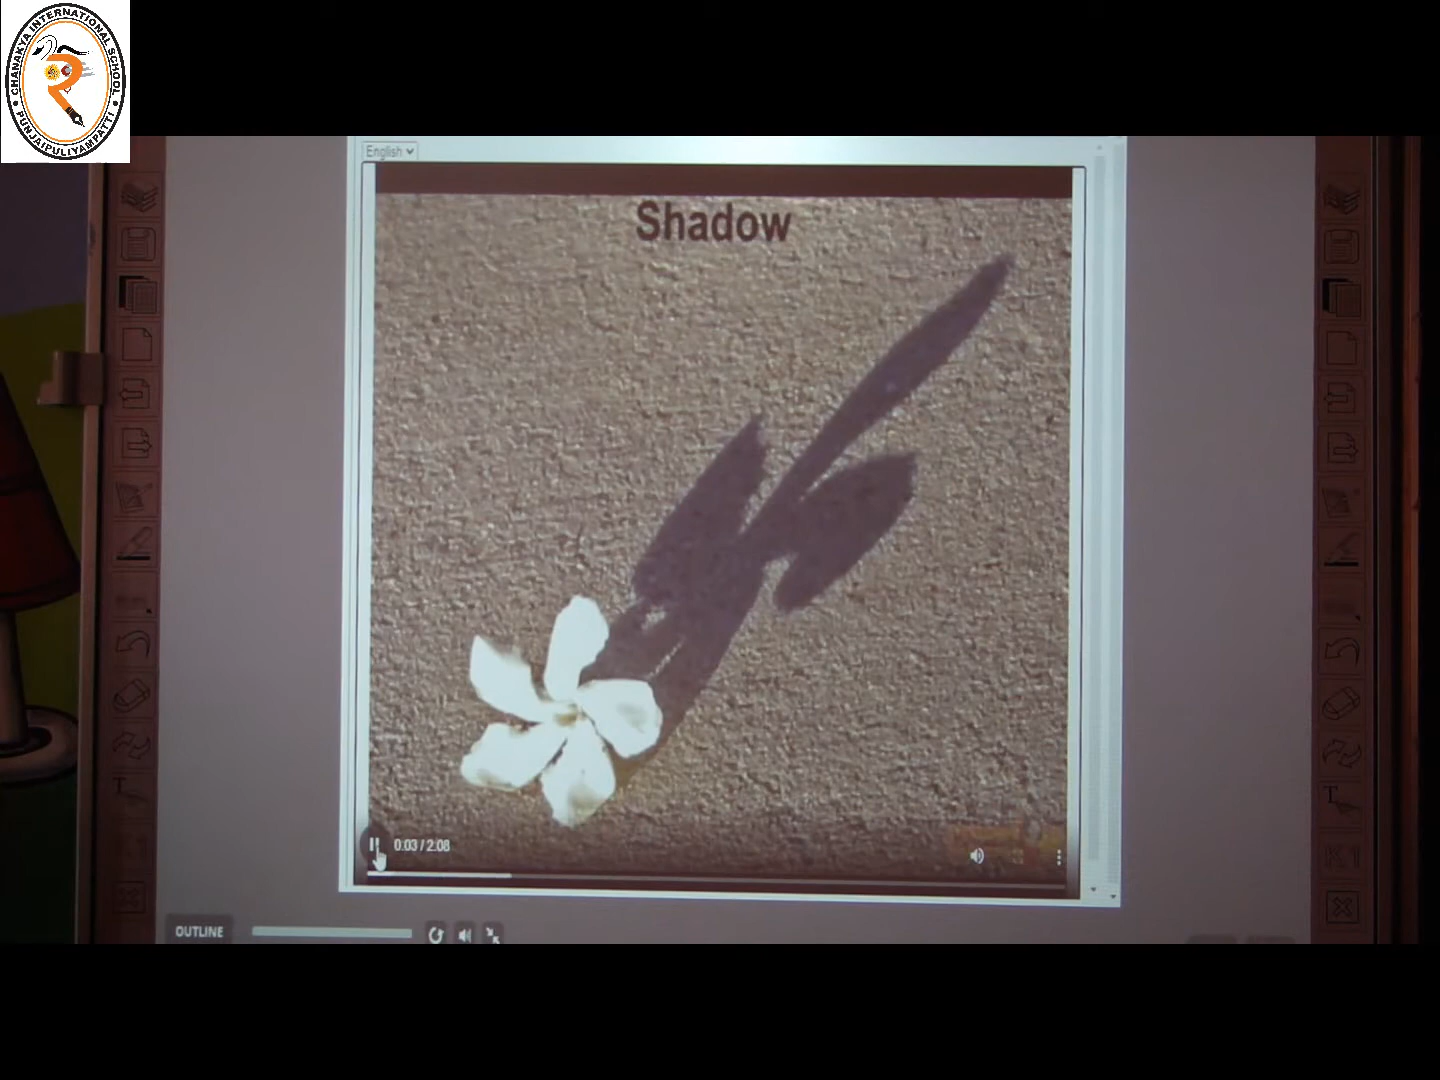 CHANAKYA INTERNATIONAL SCHOOL
PUNJAIPULIYAMPATTI
English
Shadow
0:03 / 2:08
OUTLINE